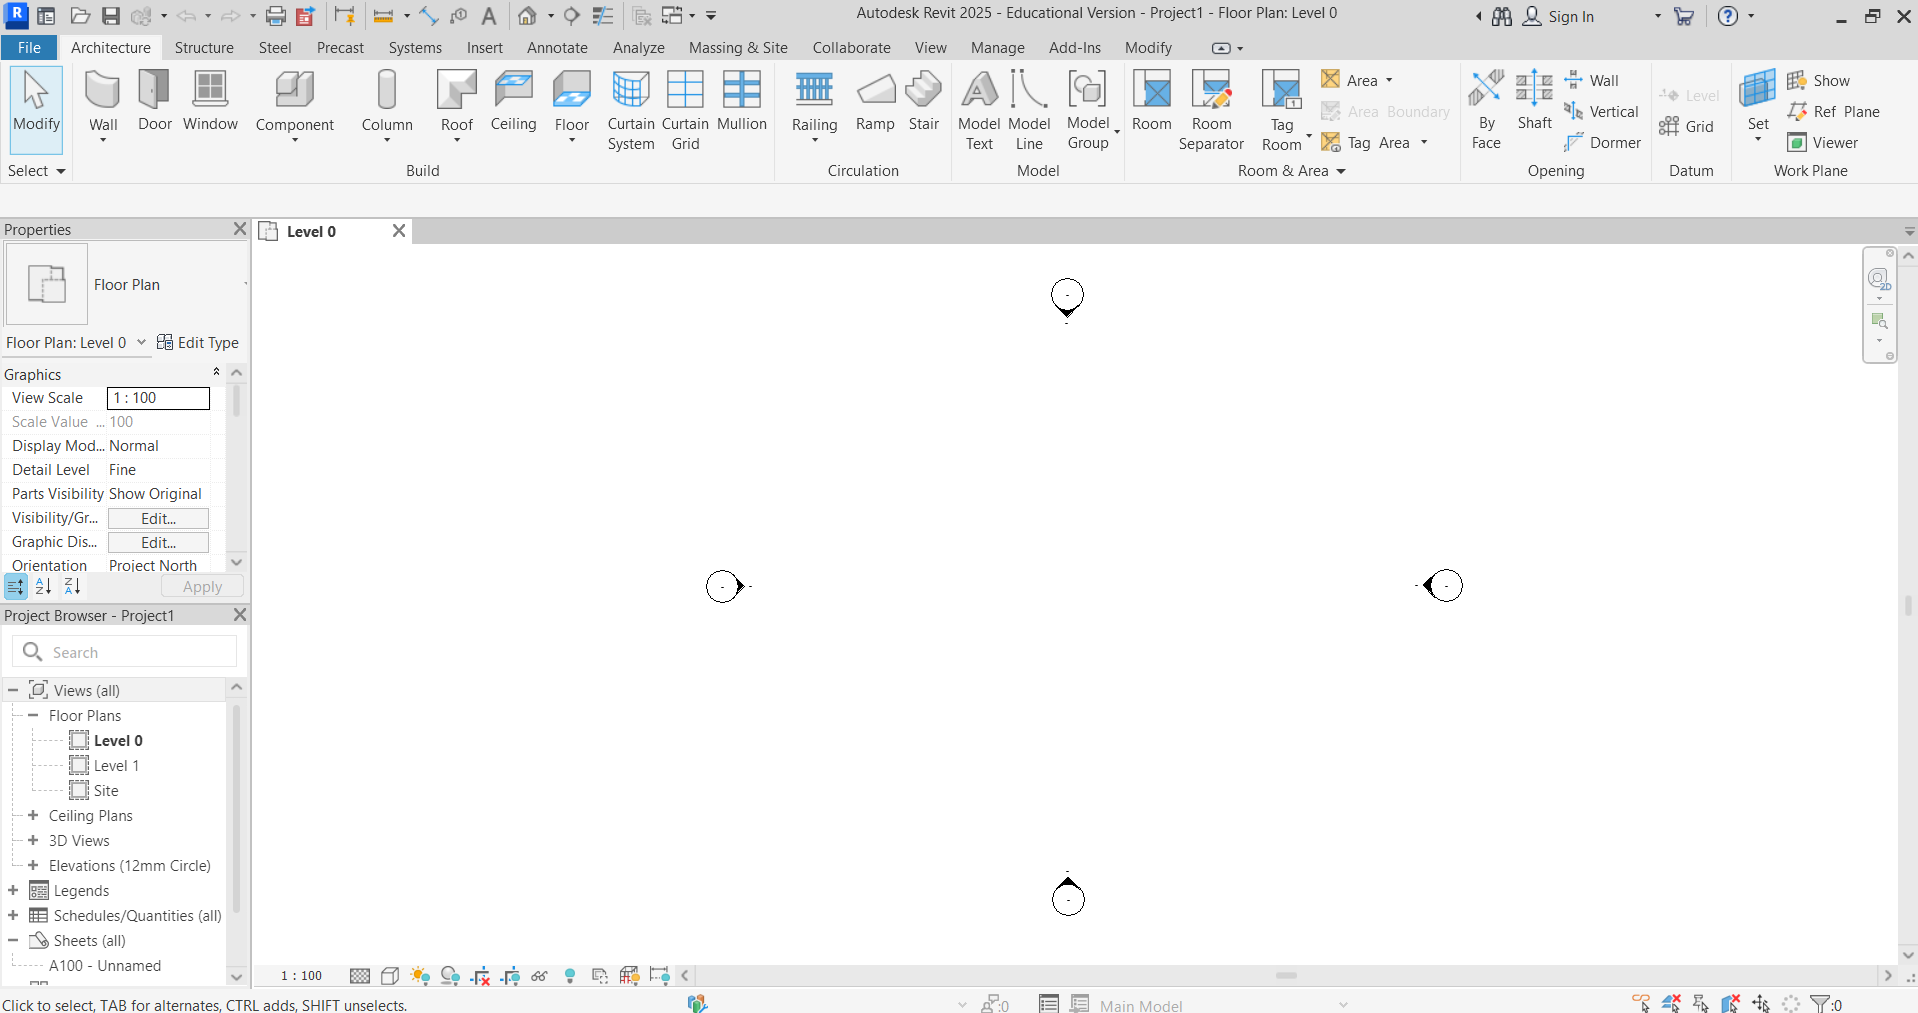 Autodesk Revit 2025 - Educational Version - Project1 - Floor Plan: Level 0
Sign In
File Architecture Structure Steel Precast Systems Insert Annotate Analyze Massing & Site Collaborate View Manage Add-Ins Modify
Modify
Wall
Door
Window
Component
Column
Roof
Ceiling
Floor
Curtain
System
Curtain
Grid
Mullion
Railing
Ramp
Stair
Model
Text
Model
Line
Model
Group
Room
Room
Separator
Tag
Room
Area
Area Boundary
Tag Area
By
Face
Shaft
Wall
Vertical
Dormer
Level
Grid
Set
Show
Ref Plane
Viewer
Select
Build
Circulation
Model
Room & Area
Opening
Datum
Work Plane
Properties
Floor Plan
Floor Plan: Level 0
Edit Type
Graphics
View Scale 1 : 100
Scale Value ... 100
Display Mod... Normal
Detail Level Fine
Parts Visibility Show Original
Visibility/Gr... Edit...
Graphic Dis... Edit...
Orientation Project North
Apply
Project Browser - Project1
Search
Views (all)
Floor Plans
Level 0
Level 1
Site
Ceiling Plans
3D Views
Elevations (12mm Circle)
Legends
Schedules/Quantities (all)
Sheets (all)
A100 - Unnamed
Level 0
2D
1 : 100
Click to select, TAB for alternates, CTRL adds, SHIFT unselects.
:0
Main Model
:0